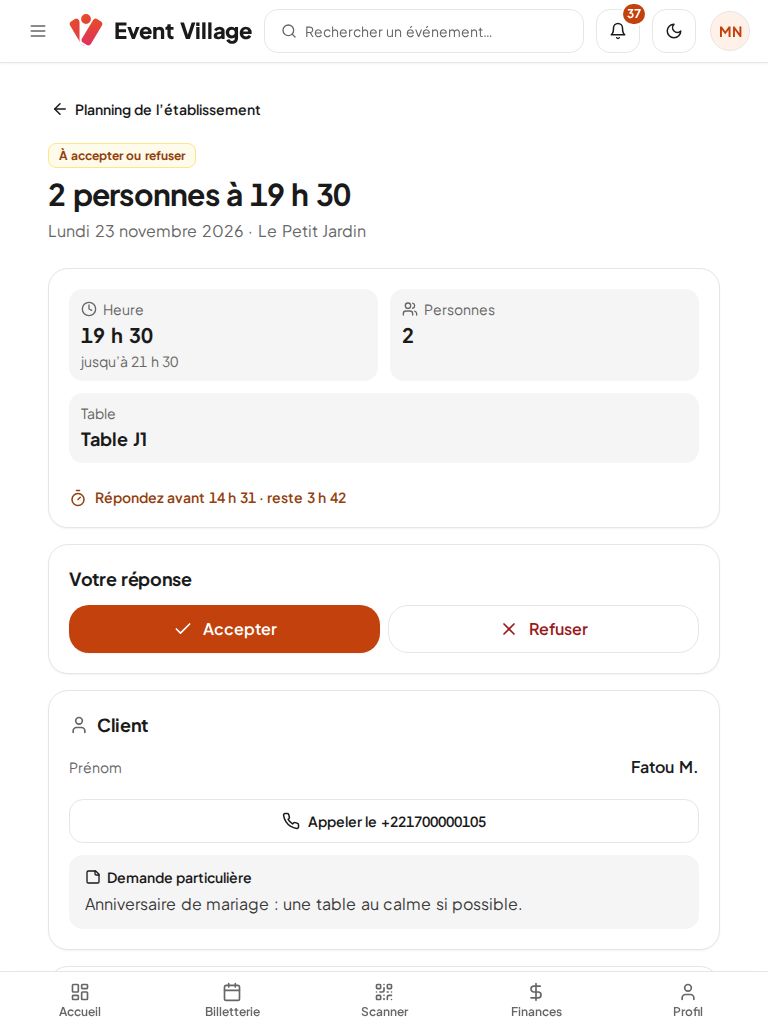 Event Village
Rechercher un événement...
37
MN
Planning de l'établissement
À accepter ou refuser
2 personnes à 19 h 30
Lundi 23 novembre 2026 · Le Petit Jardin
Heure
19 h 30
jusqu'à 21 h 30
Personnes
2
Table
Table J1
Répondez avant 14 h 31 · reste 3 h 42
Votre réponse
Accepter
Refuser
Client
Prénom
Fatou M.
Appeler le +221700000105
Demande particulière
Anniversaire de mariage : une table au calme si possible.
Accueil
Billetterie
Scanner
Finances
Profil